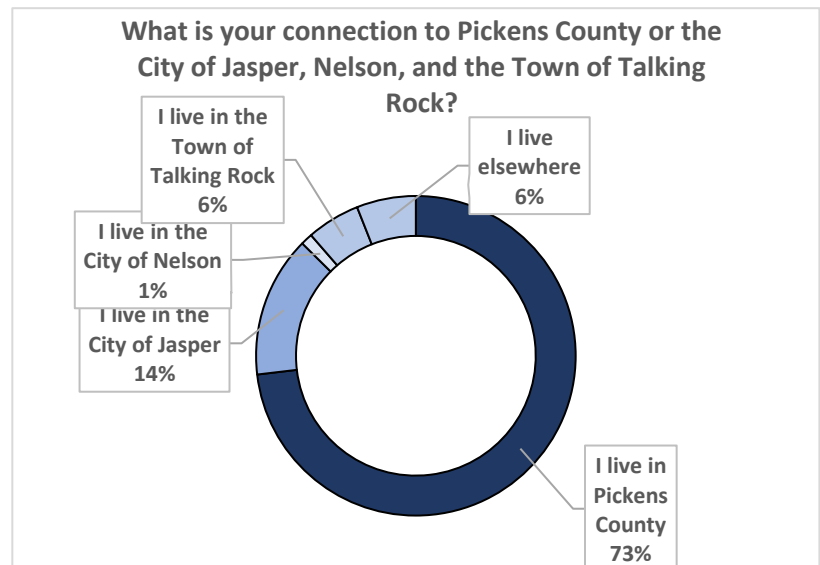 What is your connection to Pickens County or the
City of Jasper, Nelson, and the Town of Talking
Rock?
I live in the
Town of
Talking Rock
6%
I live
elsewhere
6%
I live in the
City of Nelson
1%
I live in the
City of Jasper
14%
I live in
Pickens
County
73%